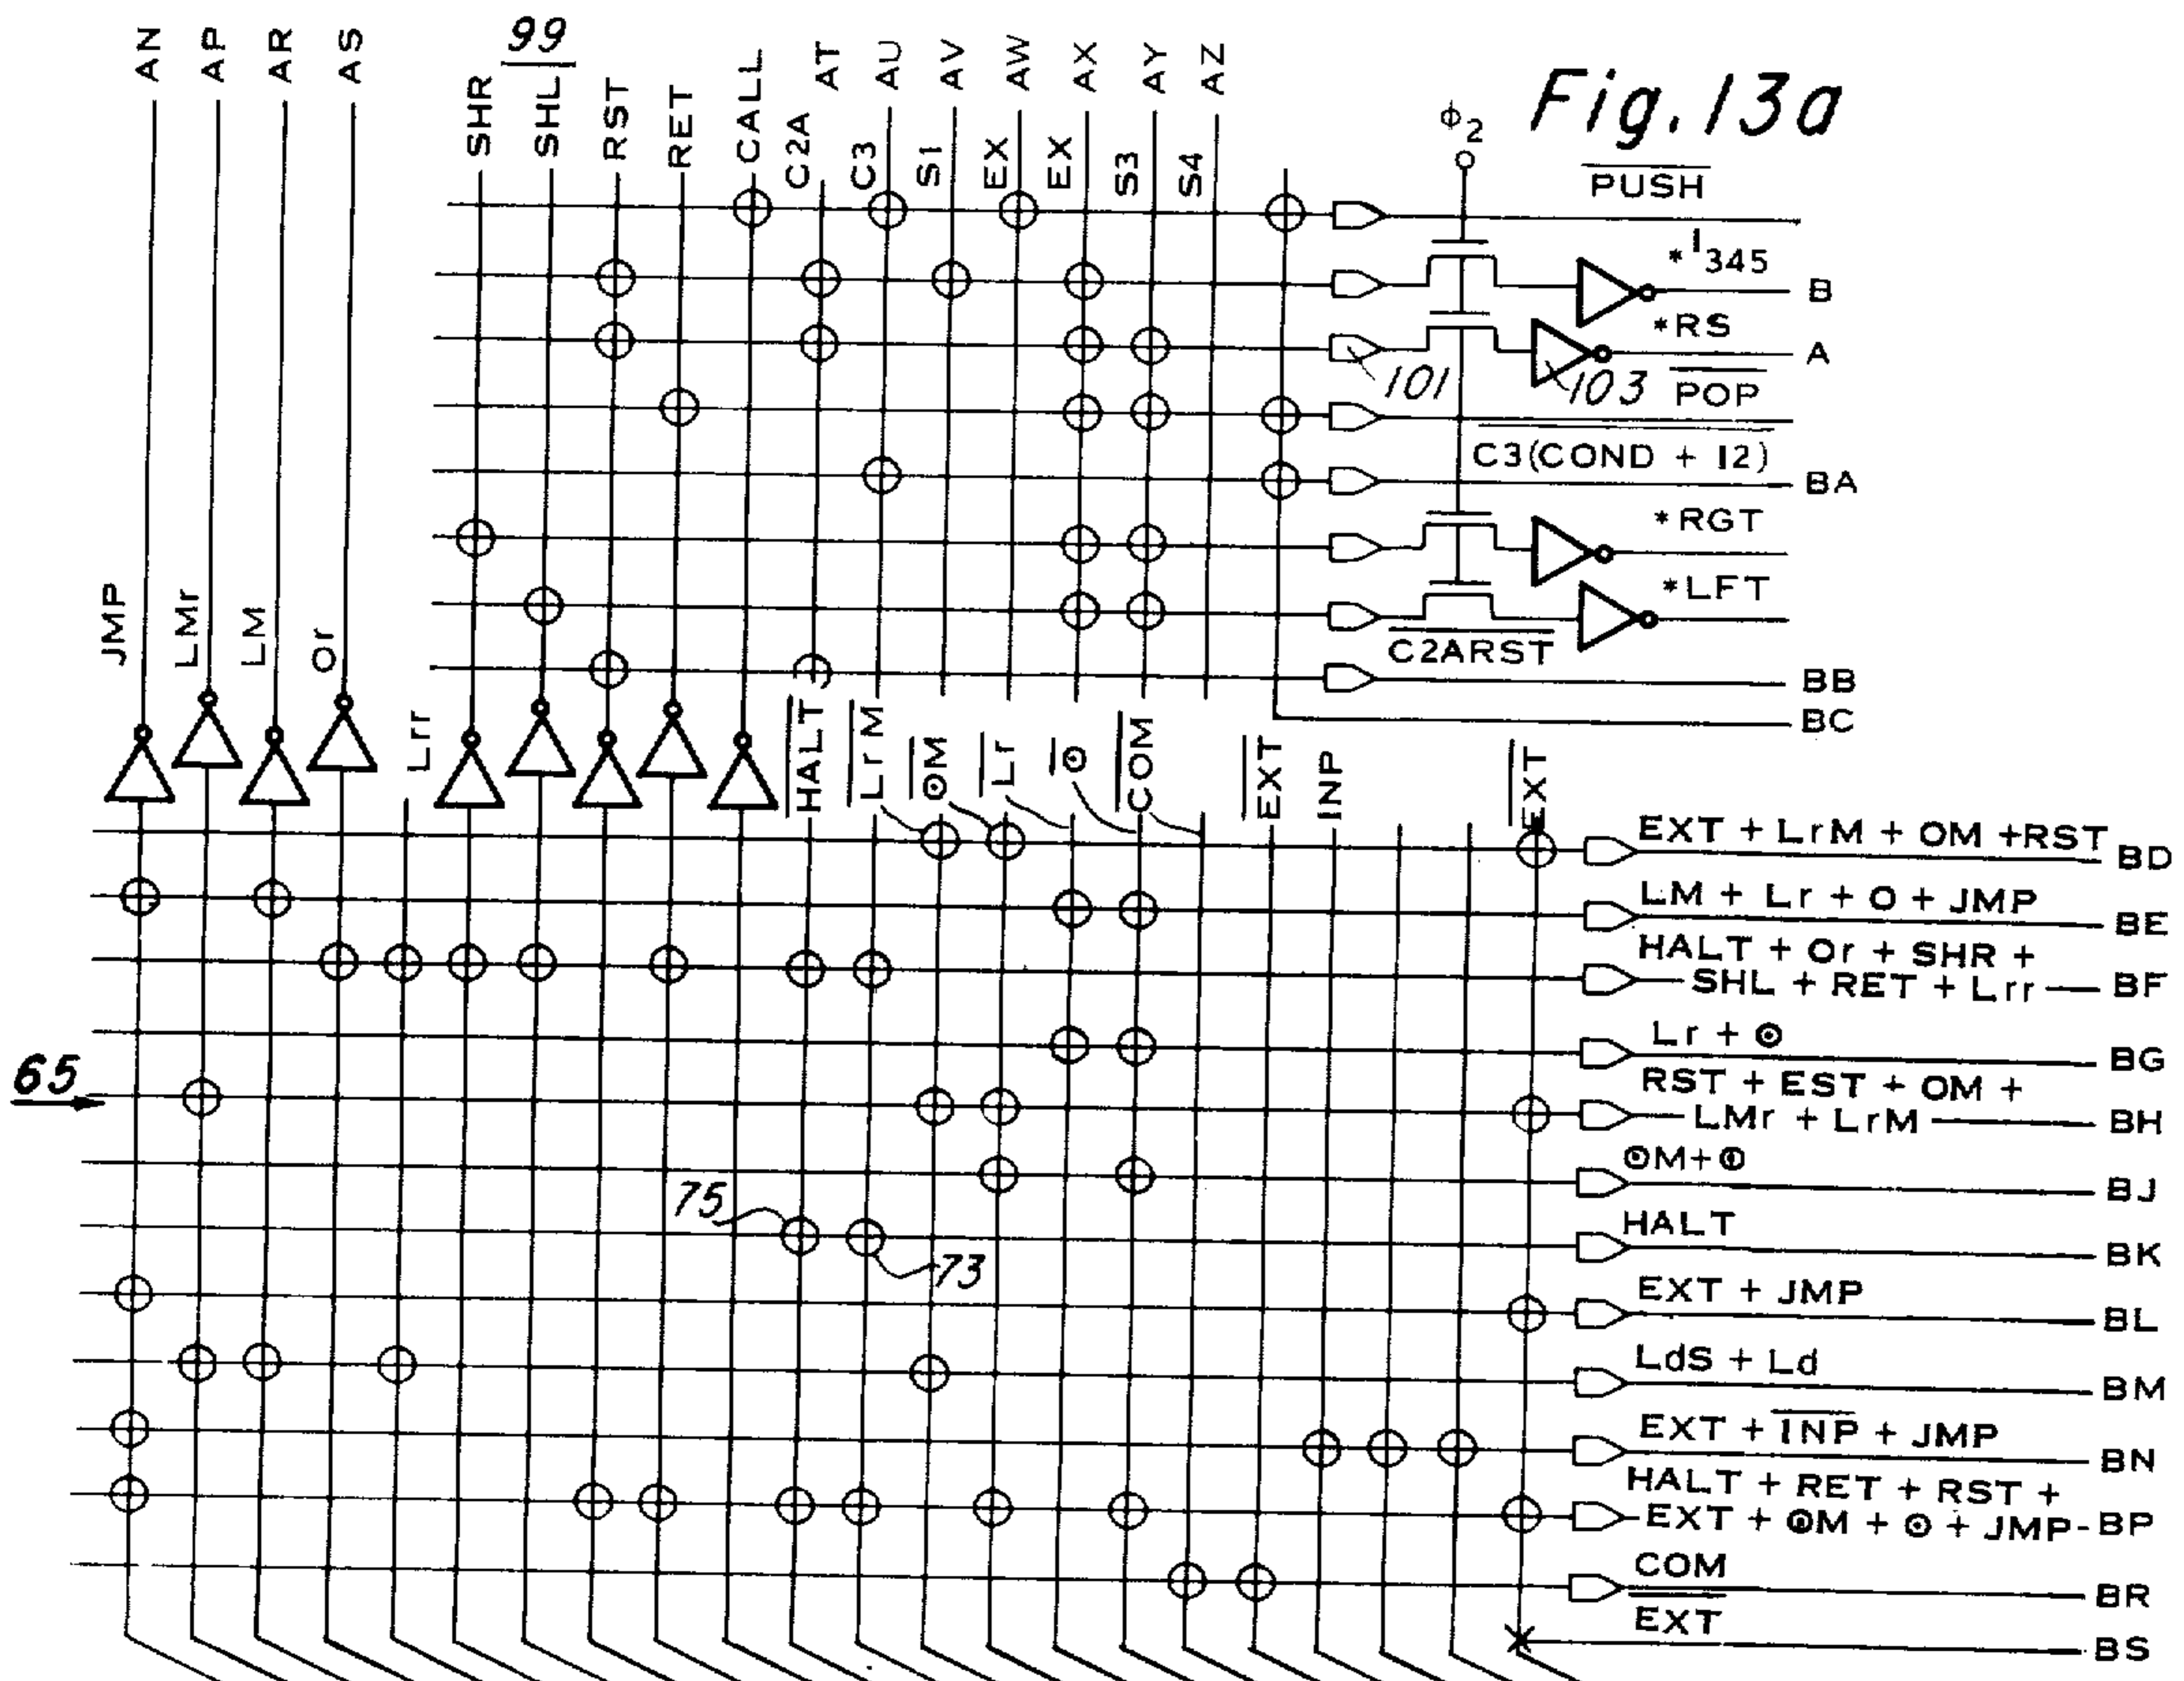 AN AP AR AS
99
SHR SHL RST RET CALL C2A AT C3 AU S1 AV EX AW EX AX S3 AY S4 AZ
Fig. 13a
ϕ2
PUSH
*I345 B
*RS A
101 103
POP
C3(COND + I2) BA
*RGT
*LFT
C2ARST
BB
BC
JMP LMr LM Or Lrr
HALT LrM ⊙M Lr ⊙ COM EXT INP EXT
EXT + LrM + OM +RST BD
LM + Lr + O + JMP BE
HALT + Or + SHR +
SHL + RET + Lrr BF
Lr + ⊙ BG
65
RST + EST + OM +
LMr + LrM BH
⊙M+⊙ BJ
75
HALT BK
73
EXT + JMP BL
LdS + Ld BM
EXT + INP + JMP BN
HALT + RET + RST +
EXT + ⊙M + ⊙ + JMP-BP
COM BR
EXT BS